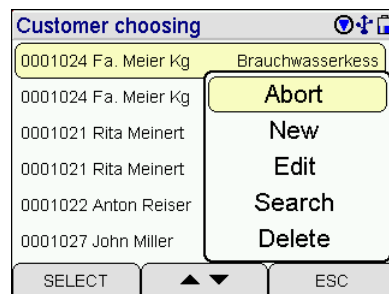 Customer choosing
0001024 Fa. Meier Kg Brauchwasserkess
0001024 Fa. Meier Kg
0001021 Rita Meinert
0001021 Rita Meinert
0001022 Anton Reiser
0001027 John Miller
Abort
New
Edit
Search
Delete
SELECT
ESC